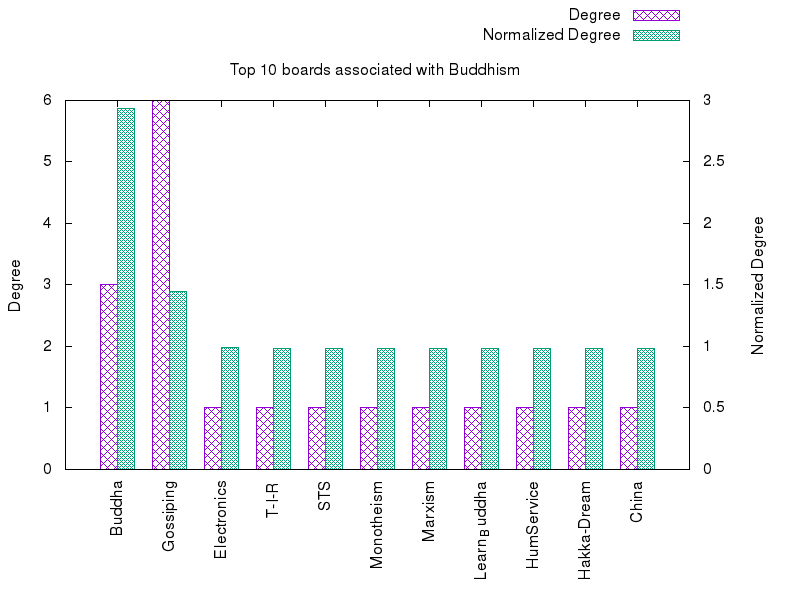 Degree
Normalized Degree
Top 10 boards associated with Buddhism
6
5
4
3
2
1
0
3
2.5
2
1.5
1
0.5
0
Degree
Normalized Degree
Buddha
Gossiping
Electronics
T-I-R
STS
Monotheism
Marxism
LearnBuddha
HumService
Hakka-Dream
China